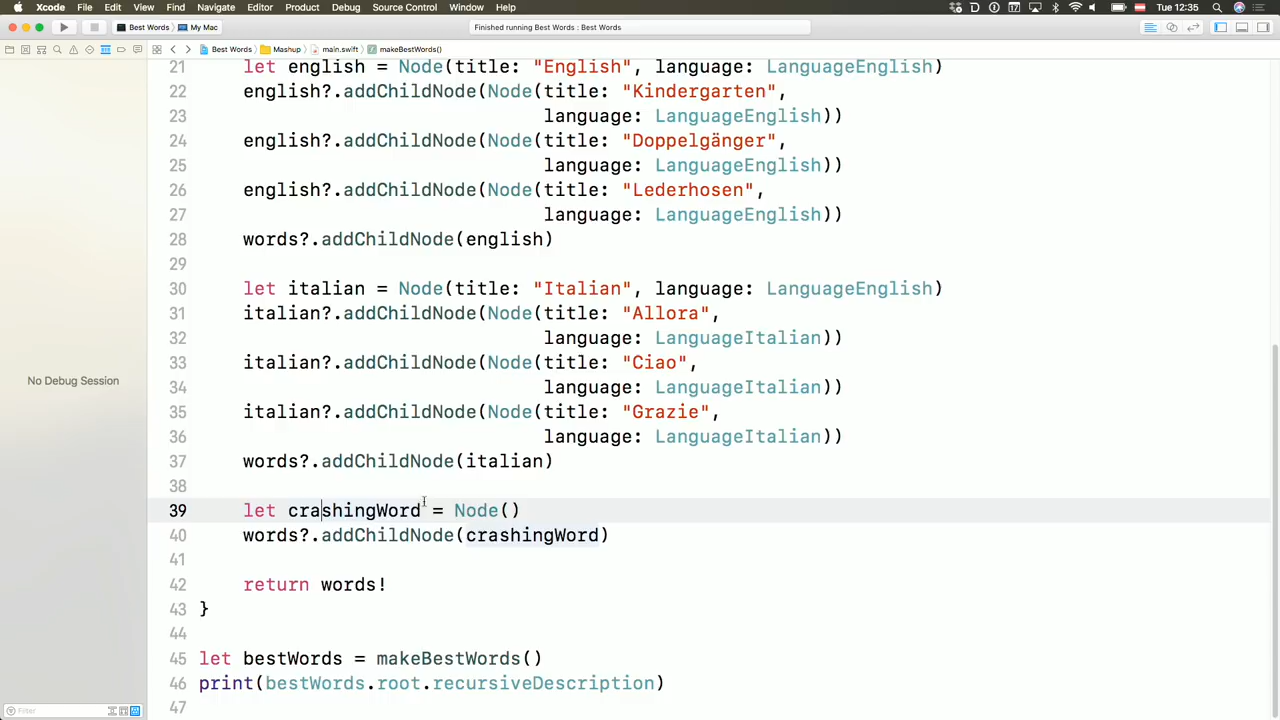 Xcode File Edit View Find Navigate Editor Product Debug Source Control Window Help Tue 12:35
Best Words My Mac Finished running Best Words : Best Words
Best Words Mashup main.swift makeBestWords()
21 let english = Node(title: "English", language: LanguageEnglish)
22 english?.addChildNode(Node(title: "Kindergarten",
23 language: LanguageEnglish))
24 english?.addChildNode(Node(title: "Doppelgänger",
25 language: LanguageEnglish))
26 english?.addChildNode(Node(title: "Lederhosen",
27 language: LanguageEnglish))
28 words?.addChildNode(english)
29
30 let italian = Node(title: "Italian", language: LanguageEnglish)
31 italian?.addChildNode(Node(title: "Allora",
32 language: LanguageItalian))
33 italian?.addChildNode(Node(title: "Ciao",
34 language: LanguageItalian))
35 italian?.addChildNode(Node(title: "Grazie",
36 language: LanguageItalian))
37 words?.addChildNode(italian)
38
39 let crashingWord = Node()
40 words?.addChildNode(crashingWord)
41
42 return words!
43 }
44
45 let bestWords = makeBestWords()
46 print(bestWords.root.recursiveDescription)
47
No Debug Session
Filter